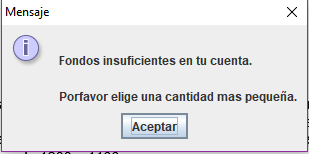 Mensaje
Fondos insuficientes en tu cuenta.
Porfavor elige una cantidad mas pequeña.
Aceptar